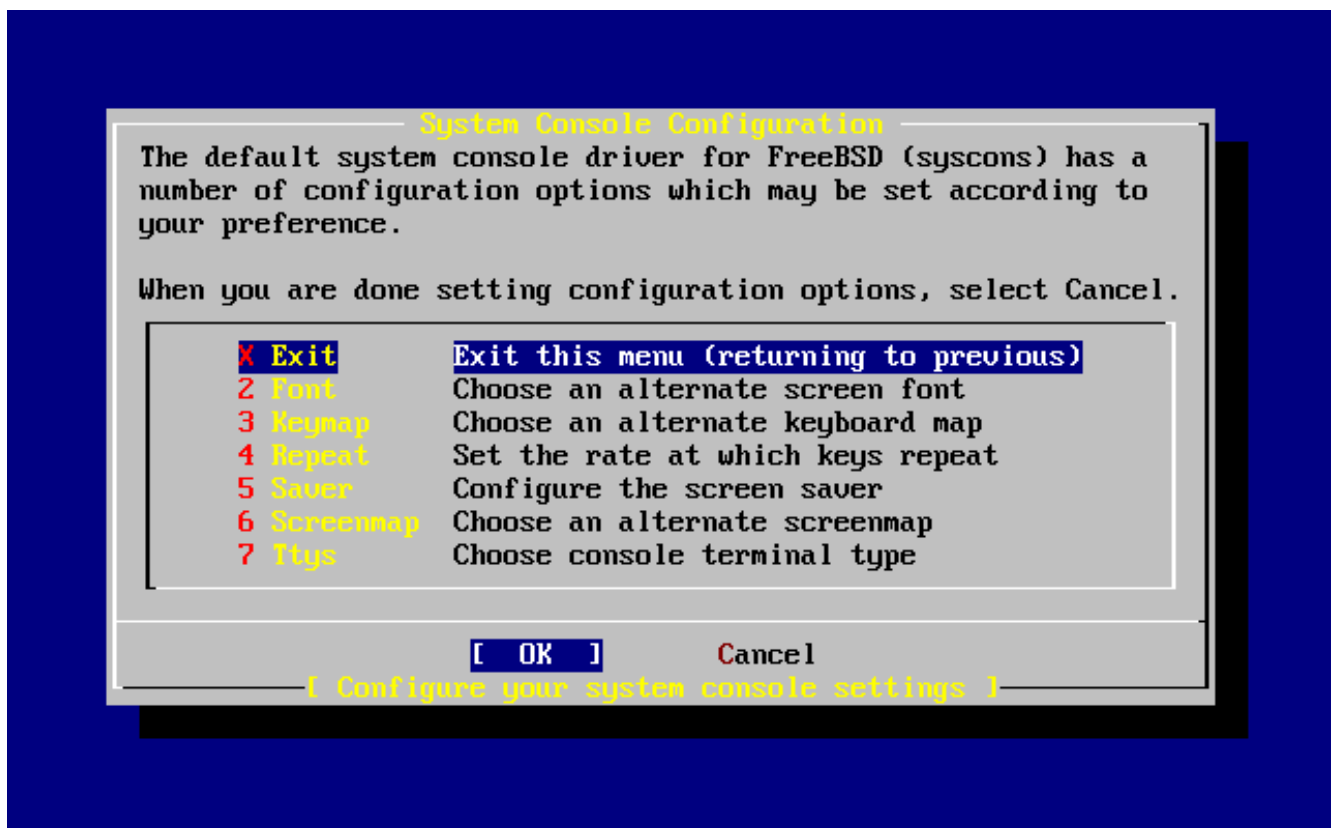 System Console Configuration
The default system console driver for FreeBSD (syscons) has a
number of configuration options which may be set according to
your preference.
When you are done setting configuration options, select Cancel.
X Exit Exit this menu (returning to previous)
2 Font Choose an alternate screen font
3 Keymap Choose an alternate keyboard map
4 Repeat Set the rate at which keys repeat
5 Saver Configure the screen saver
6 Screenmap Choose an alternate screenmap
7 Ttys Choose console terminal type
[ OK ] Cancel
[ Configure your system console settings ]